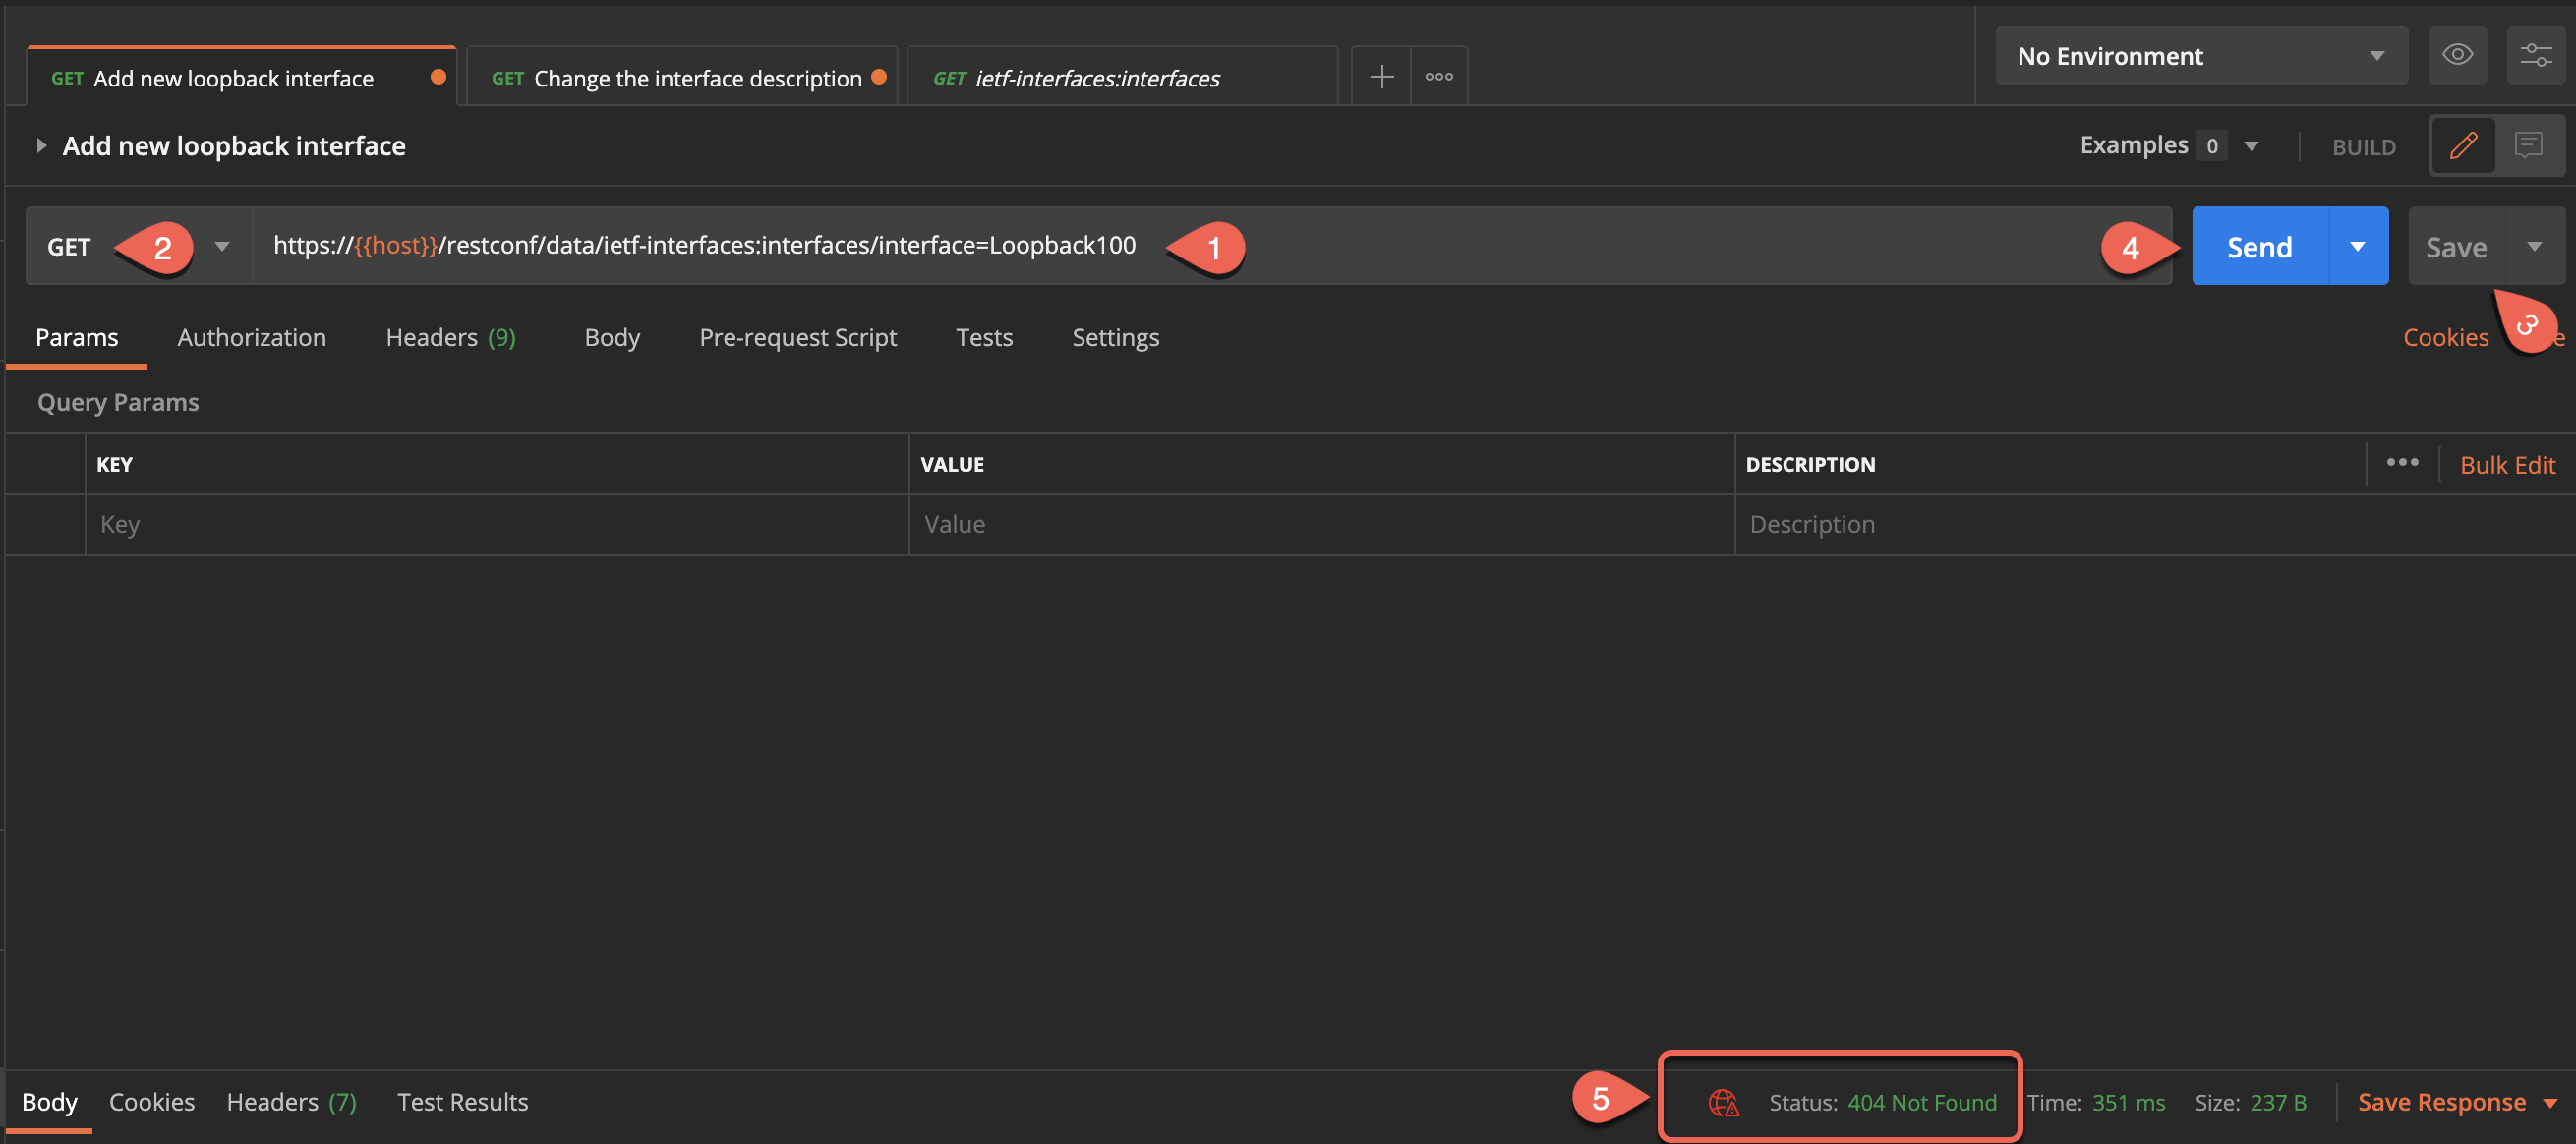 GET Add new loopback interface
GET Change the interface description
GET ietf-interfaces:interfaces
No Environment
Add new loopback interface
Examples 0
BUILD
GET
2
https://{{host}}/restconf/data/ietf-interfaces:interfaces/interface=Loopback100
1
4
Send
Save
3
Params
Authorization
Headers (9)
Body
Pre-request Script
Tests
Settings
Cookies
Query Params
KEY
VALUE
DESCRIPTION
Bulk Edit
Key
Value
Description
Body
Cookies
Headers (7)
Test Results
5
Status: 404 Not Found
Time: 351 ms
Size: 237 B
Save Response